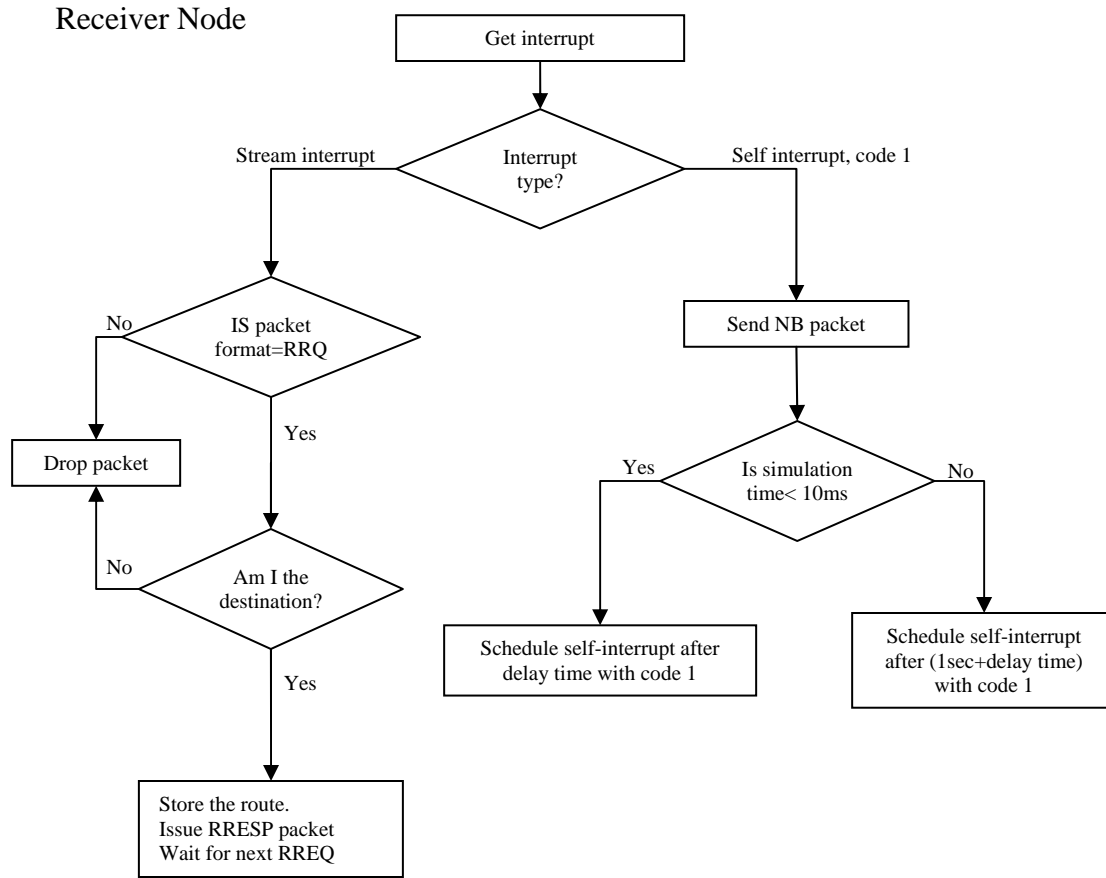 Receiver Node
Get interrupt
Interrupt
type?
Stream interrupt
Self interrupt, code 1
IS packet
format=RRQ
No
Yes
Drop packet
Am I the
destination?
No
Yes
Store the route.
Issue RRESP packet
Wait for next RREQ
Send NB packet
Is simulation
time< 10ms
Yes
No
Schedule self-interrupt after
delay time with code 1
Schedule self-interrupt
after (1sec+delay time)
with code 1